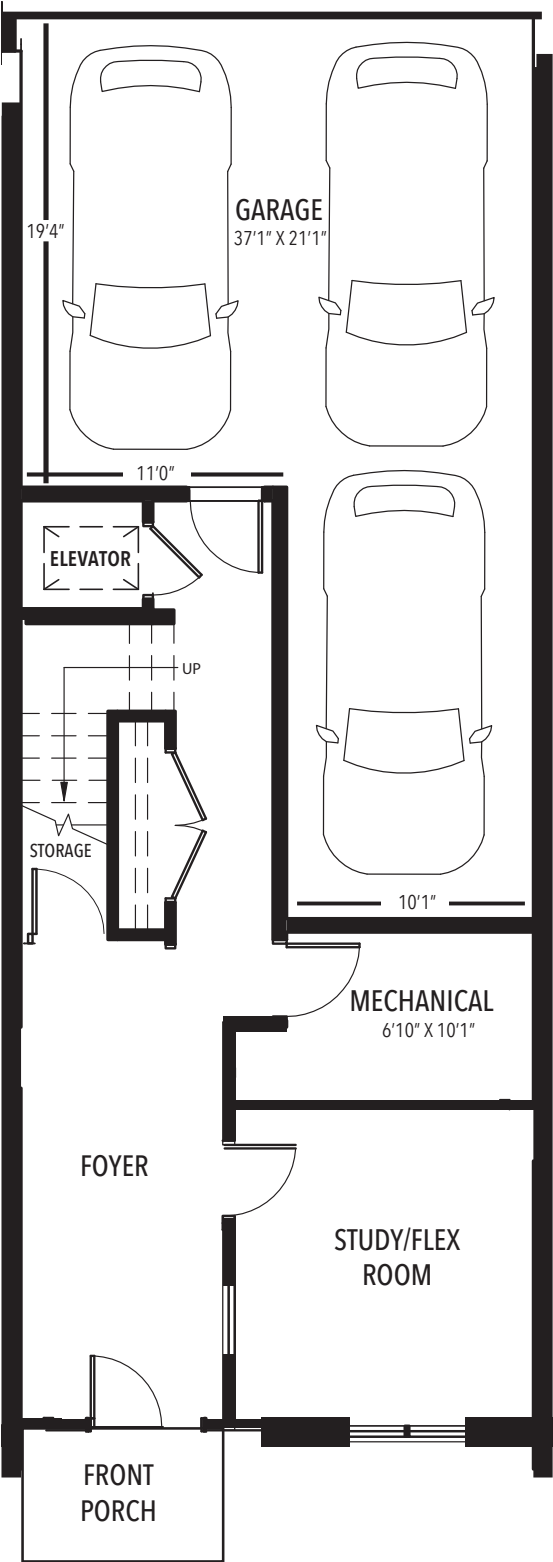 GARAGE
37'1" X 21'1"
19'4"
11'0"
ELEVATOR
UP
STORAGE
10'1"
MECHANICAL
6'10" X 10'1"
FOYER
STUDY/FLEX
ROOM
FRONT
PORCH